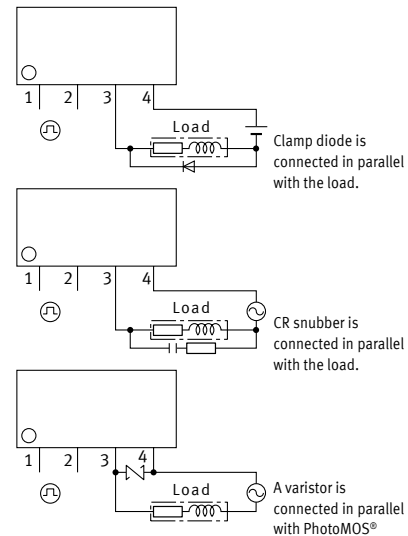 1 2 3 4
Load
Clamp diode is
connected in parallel
with the load.
1 2 3 4
Load
CR snubber is
connected in parallel
with the load.
1 2 3 4
Load
A varistor is
connected in parallel
with PhotoMOS®